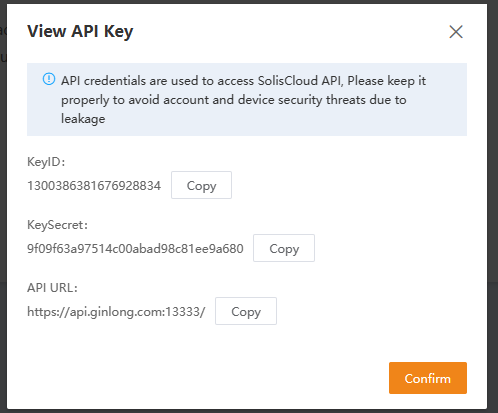 View API Key
API credentials are used to access SolisCloud API, Please keep it
properly to avoid account and device security threats due to
leakage
KeyID:
1300386381676928834 Copy
KeySecret:
9f09f63a97514c00abad98c81ee9a680 Copy
API URL:
https://api.ginlong.com:13333/ Copy
Confirm